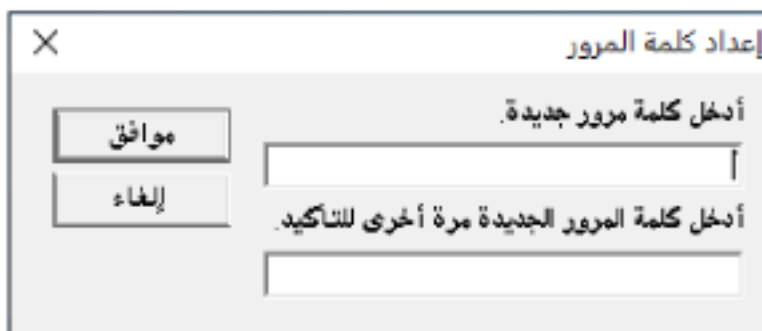 إعداد كلمة المرور
أدخل كلمة مرور جديدة.
موافق
إلغاء
أدخل كلمة المرور الجديدة مرة أخرى للتأكيد.